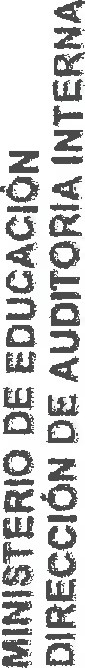 MINISTERIO DE EDUCACIÓN
DIRECCIÓN DE AUDITORIA INTERNA